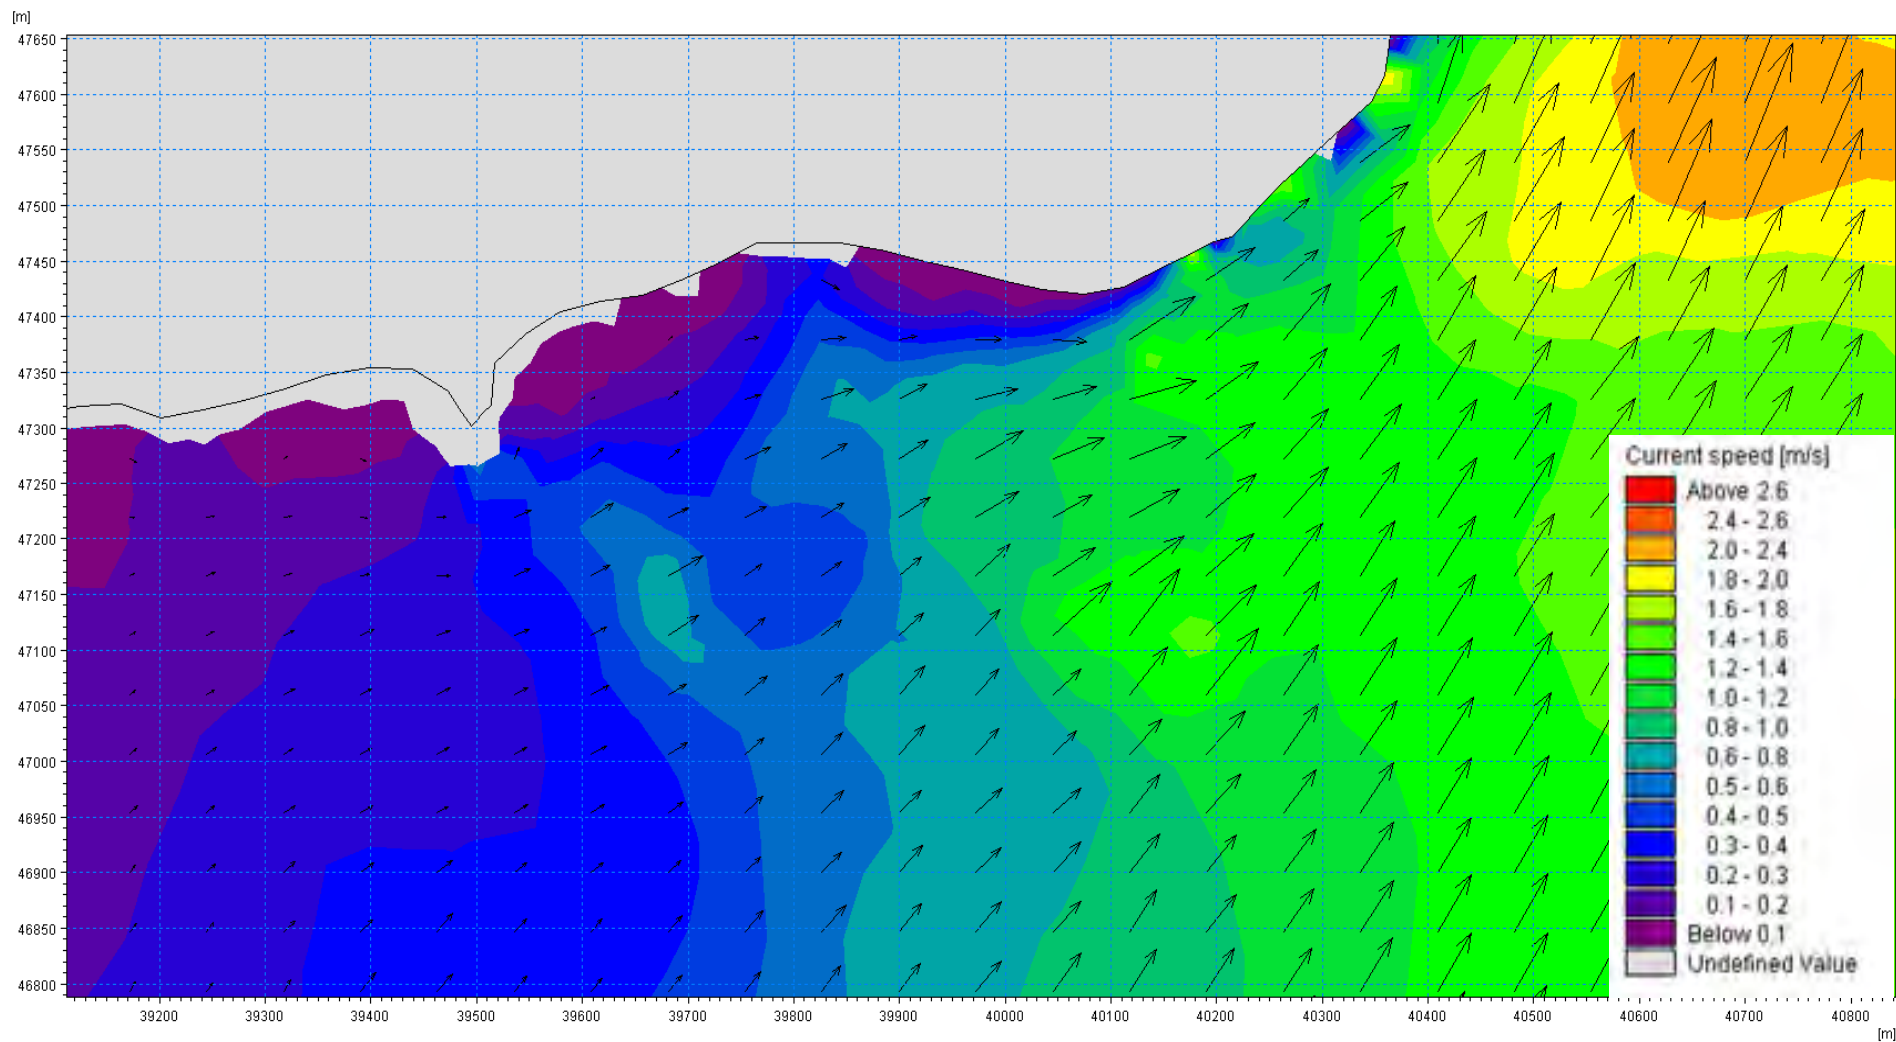 [m]
47650
47600
47550
47500
47450
47400
47350
47300
47250
47200
47150
47100
47050
47000
46950
46900
46850
46800
Current speed [m/s]
Above 2.6
2.4 - 2.6
2.0 - 2.4
1.8 - 2.0
1.6 - 1.8
1.4 - 1.6
1.2 - 1.4
1.0 - 1.2
0.8 - 1.0
0.6 - 0.8
0.5 - 0.6
0.4 - 0.5
0.3 - 0.4
0.2 - 0.3
0.1 - 0.2
Below 0.1
Undefined Value
39200 39300 39400 39500 39600 39700 39800 39900 40000 40100 40200 40300 40400 40500 40600 40700 40800
[m]